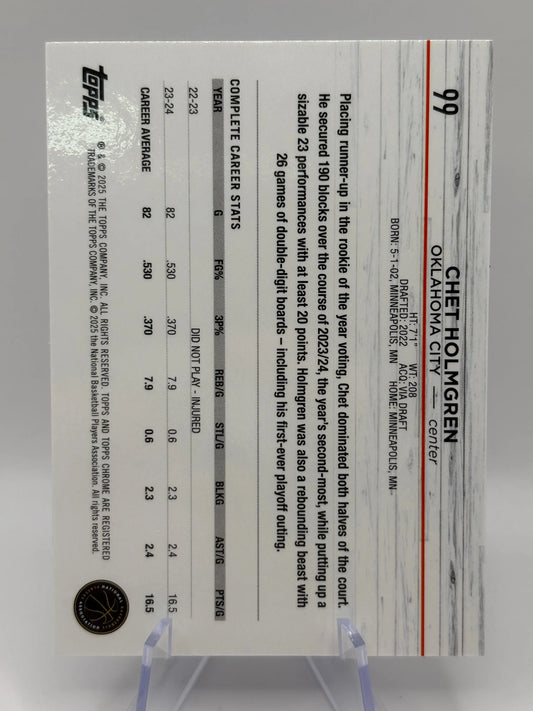 99
CHET HOLMGREN
OKLAHOMA CITY — center
HT: 7'1" WT: 208
DRAFTED: 2022 ACQ: VIA DRAFT
BORN: 5-1-02, MINNEAPOLIS, MN HOME: MINNEAPOLIS, MN
Placing runner-up in the rookie of the year voting, Chet dominated both halves of the court.
He secured 190 blocks over the course of 2023/24, the year's second-most, while putting up a
sizable 23 performances with at least 20 points. Holmgren was also a rebounding beast with
26 games of double-digit boards – including his first-ever playoff outing.
COMPLETE CAREER STATS
YEAR G FG% 3P% REB/G STL/G BLKG AST/G PTS/G
22-23 DID NOT PLAY - INJURED
23-24 82 .530 .370 7.9 0.6 2.3 2.4 16.5
CAREER AVERAGE 82 .530 .370 7.9 0.6 2.3 2.4 16.5
topps
® & © 2025 THE TOPPS COMPANY, INC. ALL RIGHTS RESERVED. TOPPS AND TOPPS CHROME ARE REGISTERED
TRADEMARKS OF THE TOPPS COMPANY, INC. © 2025 the National Basketball Players Association. All rights reserved.
NATIONAL BASKETBALL PLAYERS ASSOCIATION